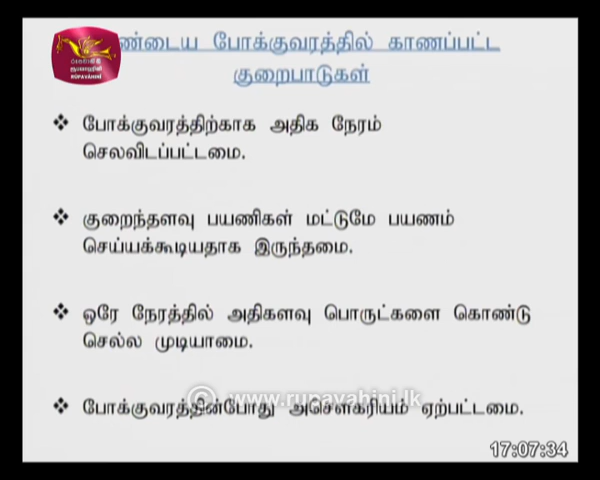 ண்டைய போக்குவரத்தில் காணப்பட்ட
குறைபாடுகள்
RUPAVAHINI
❖ போக்குவரத்திற்காக அதிக நேரம்
செலவிடப்பட்டமை.
❖ குறைந்தளவு பயணிகள் மட்டுமே பயணம்
செய்யக்கூடியதாக இருந்தமை.
❖ ஒரே நேரத்தில் அதிகளவு பொருட்களை கொண்டு
செல்ல முடியாமை.
© www.rupavahini.lk
❖ போக்குவரத்தின்போது அசௌகரியம் ஏற்பட்டமை.
17:07:34